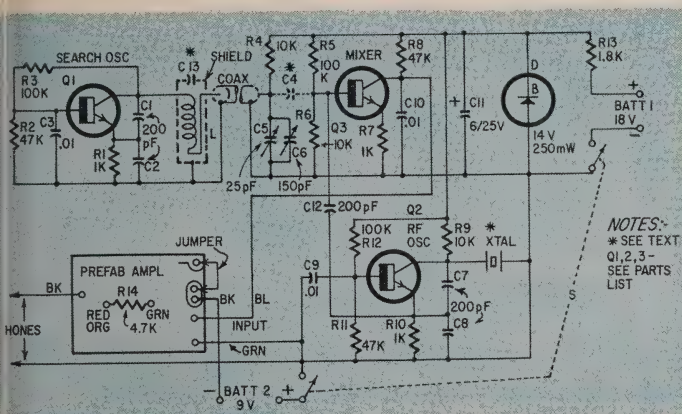 SEARCH OSC
Q1
R3
100K
R2
47K
C3
.01
R1
1K
C1
200
pF
C2
*
C13
SHIELD
COAX
L
R4
10K
*
C4
R5
100
K
MIXER
R8
47K
R6
10K
Q3
R7
1K
C10
.01
C5
25pF
C6
150pF
+
C11
6/25V
D
B
14V
250mW
R13
1.8K
+
BATT 1
18V
-
C12
200pF
Q2
RF
OSC
100K
R12
R9
10K
*
XTAL
C9
.01
C7
200pF
C8
R11
47K
R10
1K
S
NOTES:-
* SEE TEXT
Q1,2,3-
SEE PARTS
LIST
JUMPER
PREFAB AMPL
BK
R14
RED
ORG
GRN
4.7K
BK
BL
INPUT
GRN
HONES
- BATT 2 +
9V